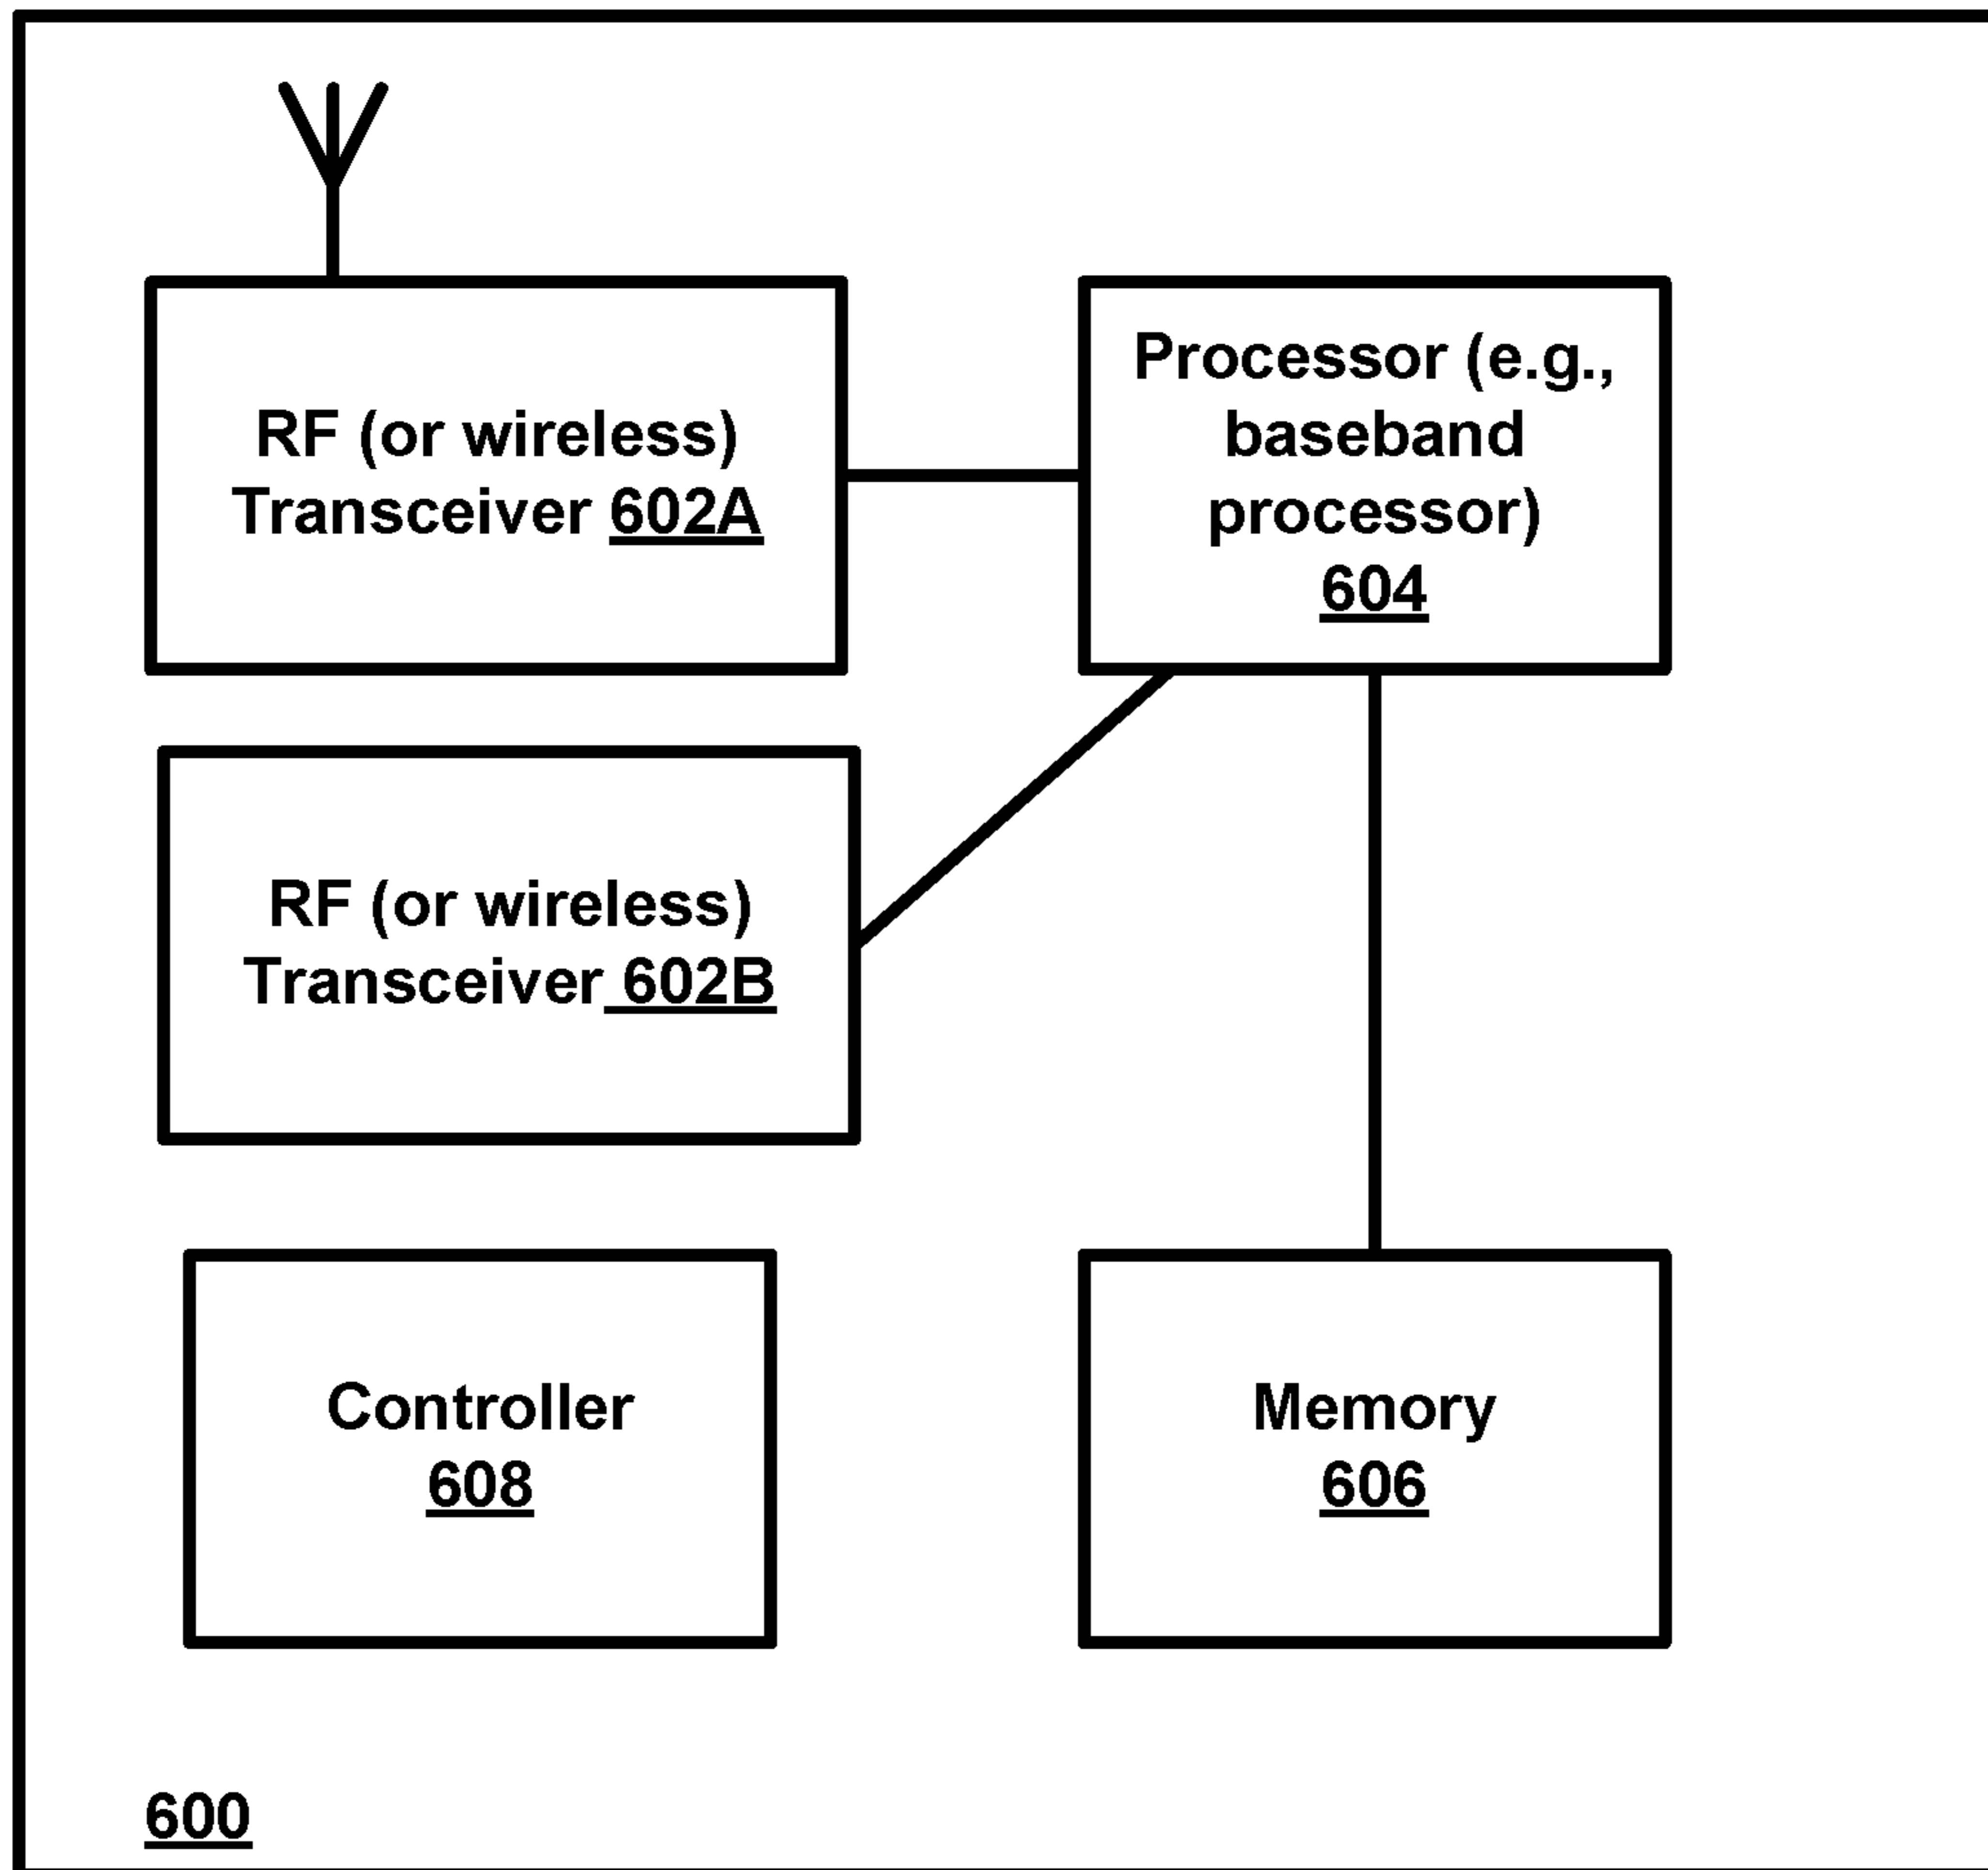 RF (or wireless)
Transceiver 602A
Processor (e.g.,
baseband
processor)
604
RF (or wireless)
Transceiver 602B
Controller
608
Memory
606
600